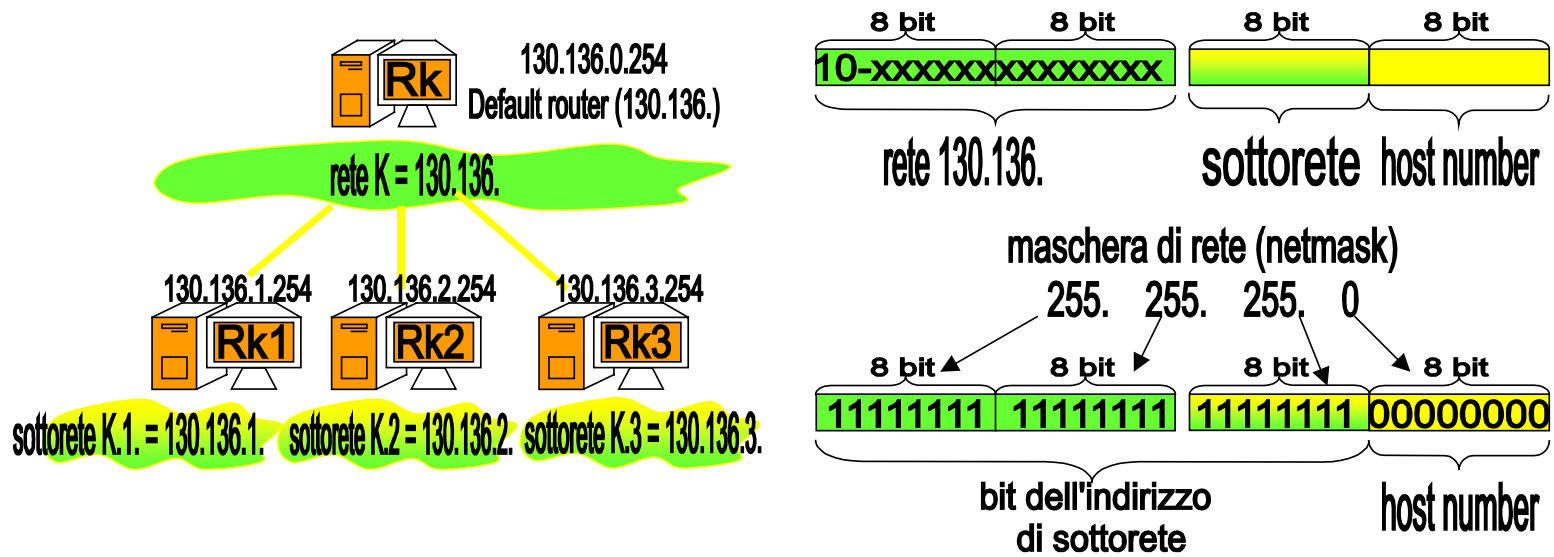 Rk
130.136.0.254
Default router (130.136.)
rete K = 130.136.
130.136.1.254
130.136.2.254
130.136.3.254
Rk1
Rk2
Rk3
sottorete K.1. = 130.136.1.
sottorete K.2 = 130.136.2.
sottorete K.3 = 130.136.3.
8 bit 8 bit 8 bit 8 bit
10-xxxxxxxxxxxxxx
rete 130.136.
sottorete
host number
maschera di rete (netmask)
255. 255. 255. 0
8 bit 8 bit 8 bit 8 bit
11111111 11111111 11111111 00000000
bit dell'indirizzo
di sottorete
host number